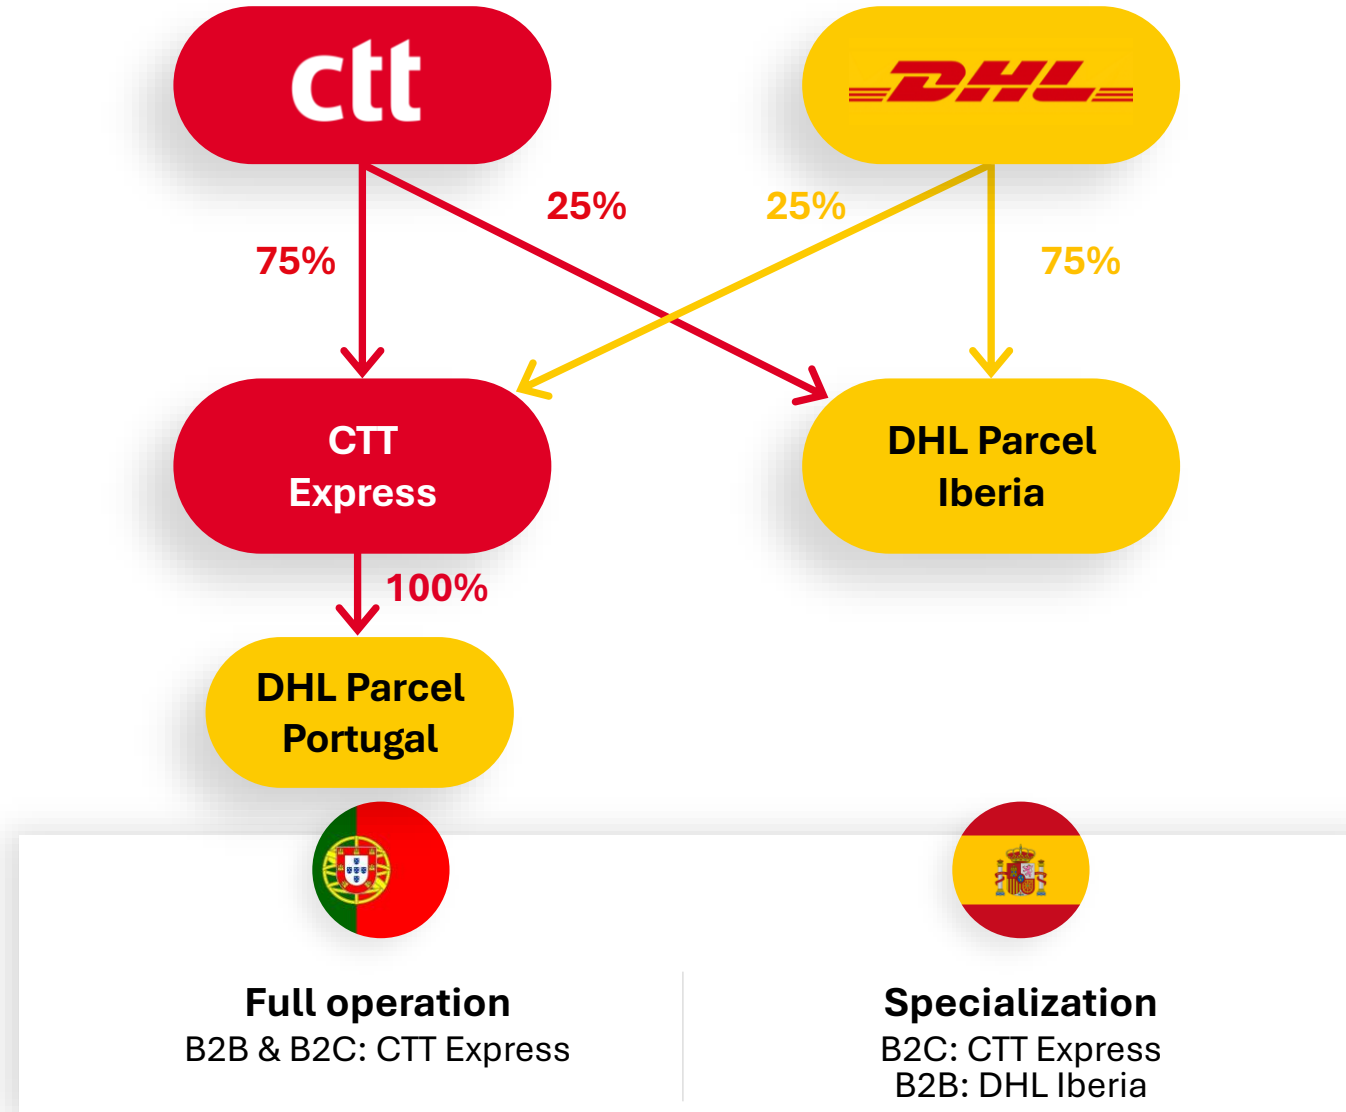 ctt
DHL
25%
25%
75%
75%
CTT
Express
DHL Parcel
Iberia
100%
DHL Parcel
Portugal
Full operation
B2B & B2C: CTT Express
Specialization
B2C: CTT Express
B2B: DHL Iberia